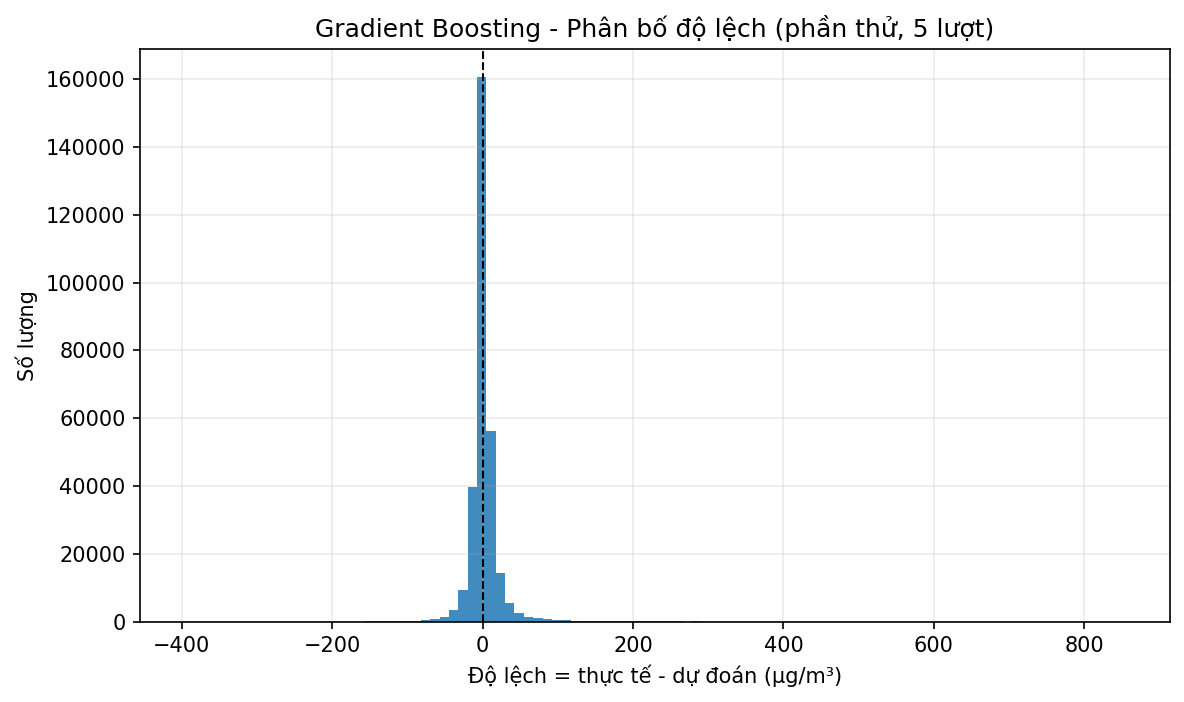 Gradient Boosting - Phân bố độ lệch (phần thử, 5 lượt)
160000
140000
120000
100000
80000
60000
40000
20000
0
Số lượng
−400 −200 0 200 400 600 800
Độ lệch = thực tế - dự đoán (µg/m³)